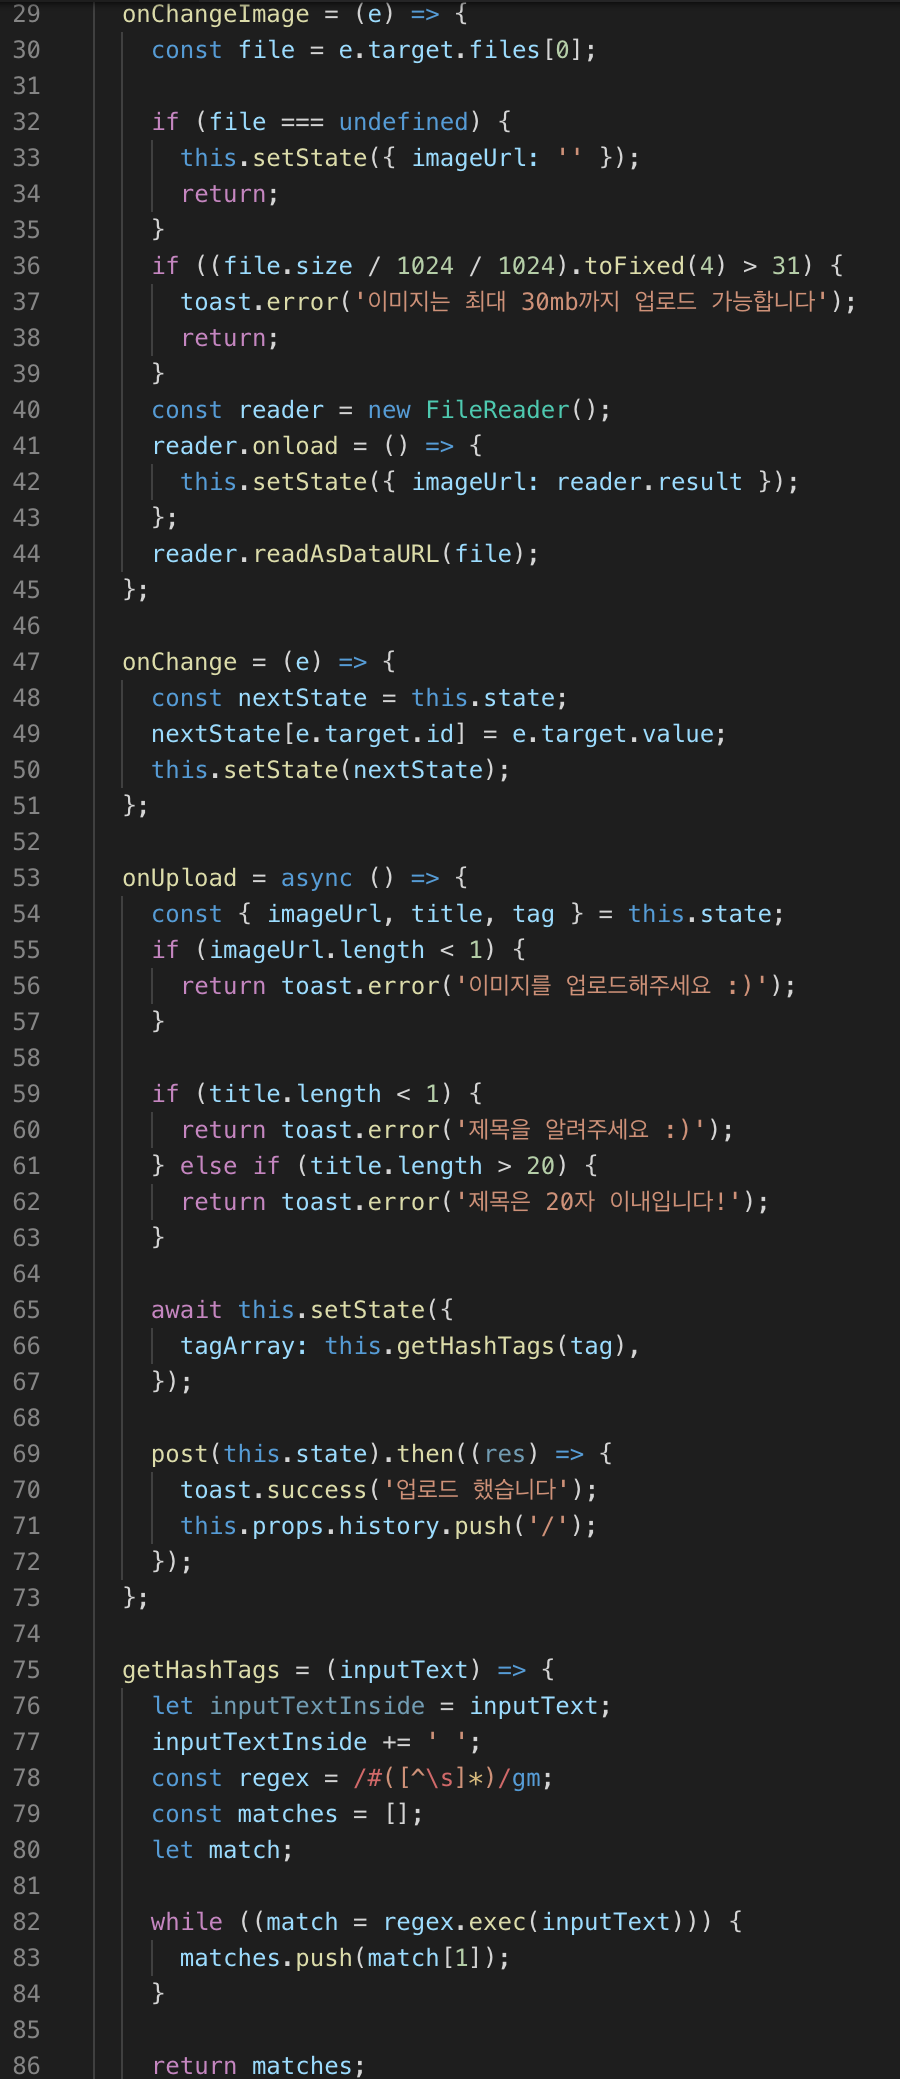 29 onChangeImage = (e) => {
30 const file = e.target.files[0];
31
32 if (file === undefined) {
33 this.setState({ imageUrl: '' });
34 return;
35 }
36 if ((file.size / 1024 / 1024).toFixed(4) > 31) {
37 toast.error('이미지는 최대 30mb까지 업로드 가능합니다');
38 return;
39 }
40 const reader = new FileReader();
41 reader.onload = () => {
42 this.setState({ imageUrl: reader.result });
43 };
44 reader.readAsDataURL(file);
45 };
46
47 onChange = (e) => {
48 const nextState = this.state;
49 nextState[e.target.id] = e.target.value;
50 this.setState(nextState);
51 };
52
53 onUpload = async () => {
54 const { imageUrl, title, tag } = this.state;
55 if (imageUrl.length < 1) {
56 return toast.error('이미지를 업로드해주세요 :)');
57 }
58
59 if (title.length < 1) {
60 return toast.error('제목을 알려주세요 :)');
61 } else if (title.length > 20) {
62 return toast.error('제목은 20자 이내입니다!');
63 }
64
65 await this.setState({
66 tagArray: this.getHashTags(tag),
67 });
68
69 post(this.state).then((res) => {
70 toast.success('업로드 했습니다');
71 this.props.history.push('/');
72 });
73 };
74
75 getHashTags = (inputText) => {
76 let inputTextInside = inputText;
77 inputTextInside += ' ';
78 const regex = /#([^\s]*)/gm;
79 const matches = [];
80 let match;
81
82 while ((match = regex.exec(inputText))) {
83 matches.push(match[1]);
84 }
85
86 return matches;